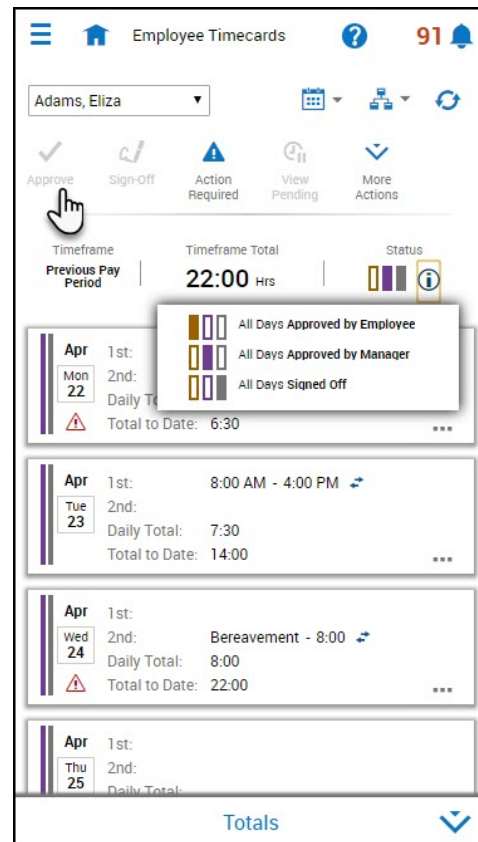 Employee Timecards
?
91
Adams, Eliza
Approve
Sign-Off
Action
Required
View
Pending
More
Actions
Timeframe
Previous Pay
Period
Timeframe Total
22:00 Hrs
Status
All Days Approved by Employee
All Days Approved by Manager
All Days Signed Off
Apr
Mon
22
1st:
2nd:
Daily To
Total to Date: 6:30
Apr
Tue
23
1st: 8:00 AM - 4:00 PM
2nd:
Daily Total: 7:30
Total to Date: 14:00
Apr
Wed
24
1st:
2nd: Bereavement - 8:00
Daily Total: 8:00
Total to Date: 22:00
Apr
Thu
25
1st:
2nd:
Daily Total:
Totals